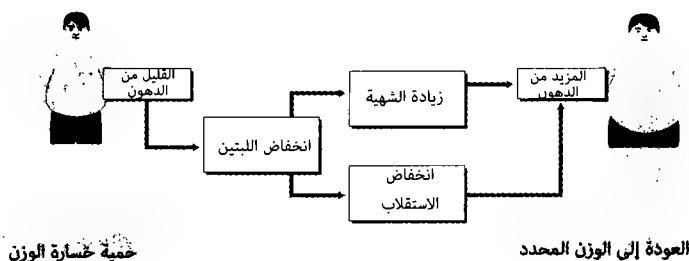 القليل من
الدهون
انخفاض اللبتين
زيادة الشهية
انخفاض
الاستقلاب
المزيد من
الدهون
حمية خسارة الوزن
العودة إلى الوزن المحدد